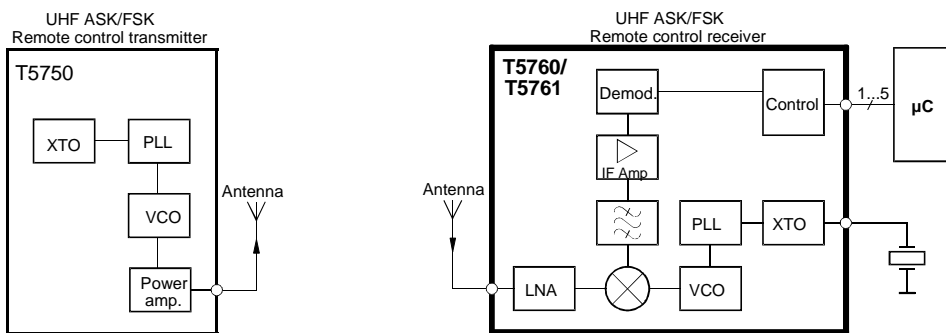 UHF ASK/FSK
Remote control transmitter
T5750
XTO
PLL
VCO
Power
amp.
Antenna
UHF ASK/FSK
Remote control receiver
T5760/
T5761
Demod.
Control
1...5
µC
IF Amp
Antenna
PLL
XTO
LNA
VCO